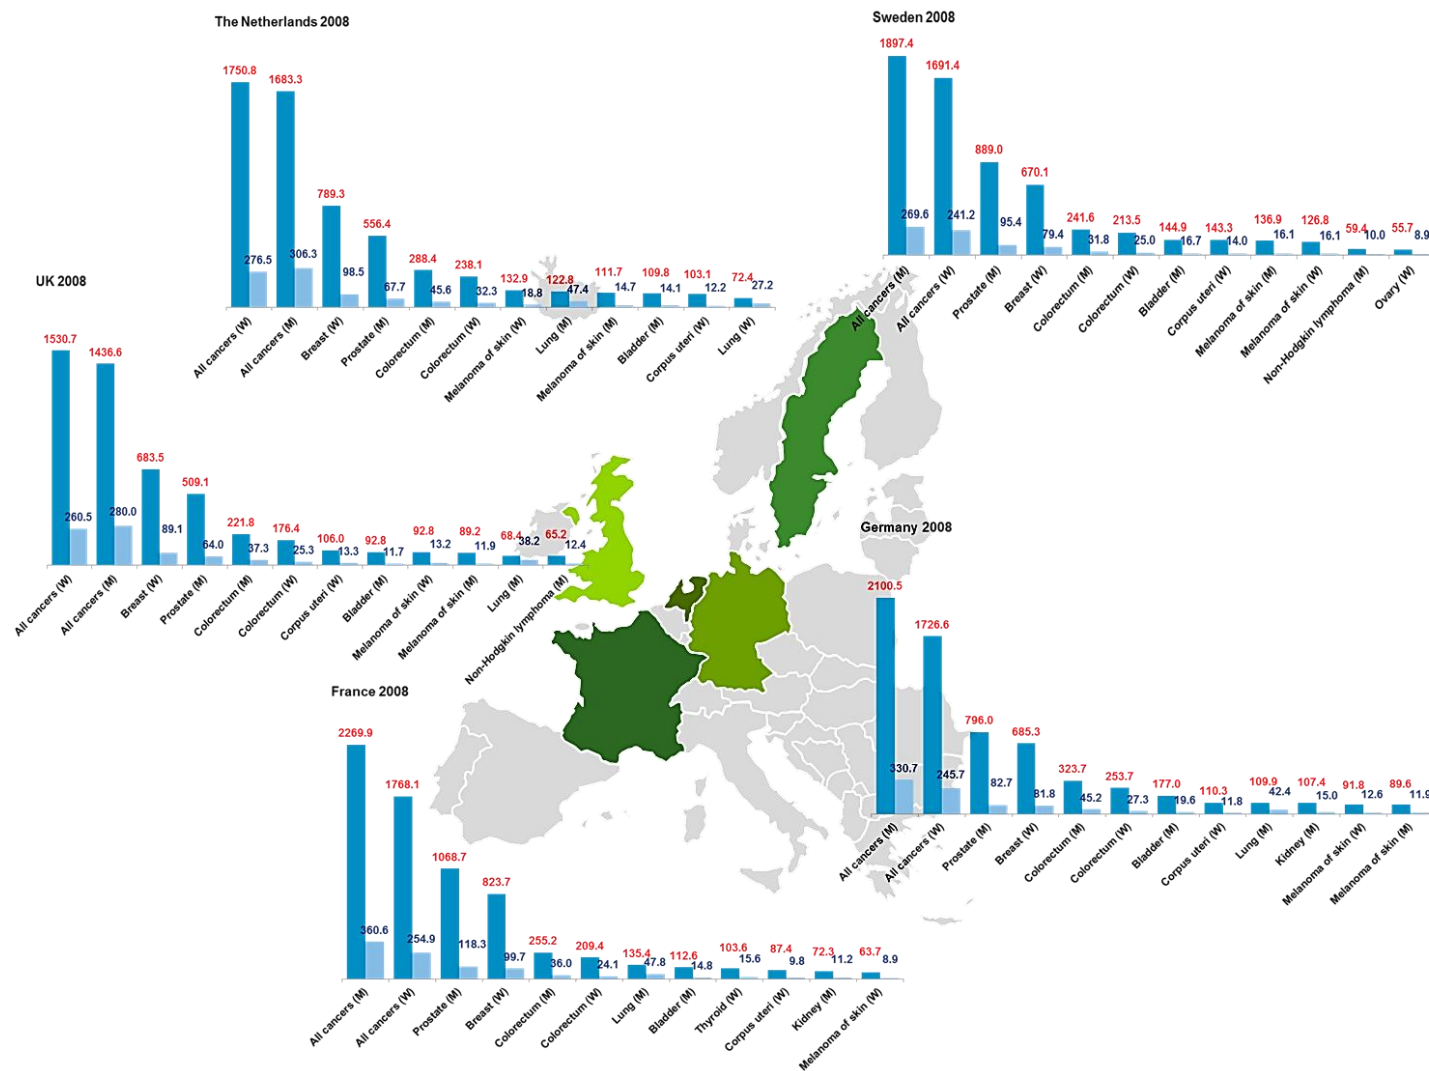 The Netherlands 2008
1750.8
276.5
1683.3
306.3
789.3
98.5
556.4
67.7
288.4
45.6
238.1
32.3
132.9
18.8
122.8
47.4
111.7
14.7
109.8
14.1
103.1
12.2
72.4
27.2
All cancers (W)
All cancers (M)
Breast (W)
Prostate (M)
Colorectum (M)
Colorectum (W)
Melanoma of skin (W)
Lung (M)
Melanoma of skin (M)
Bladder (M)
Corpus uteri (W)
Lung (W)
Sweden 2008
1897.4
269.6
1691.4
241.2
889.0
95.4
670.1
79.4
241.6
31.8
213.5
25.0
144.9
16.7
143.3
14.0
136.9
16.1
126.8
16.1
59.4
10.0
55.7
8.9
All cancers (M)
All cancers (W)
Prostate (M)
Breast (W)
Colorectum (M)
Colorectum (W)
Bladder (M)
Corpus uteri (W)
Melanoma of skin (M)
Melanoma of skin (W)
Non-Hodgkin lymphoma (M)
Ovary (W)
UK 2008
1530.7
260.5
1436.6
280.0
683.5
89.1
509.1
64.0
221.8
37.3
176.4
25.3
106.0
13.3
92.8
11.7
92.8
13.2
89.2
11.9
68.4
38.2
65.2
12.4
All cancers (W)
All cancers (M)
Breast (W)
Prostate (M)
Colorectum (M)
Colorectum (W)
Corpus uteri (W)
Bladder (M)
Melanoma of skin (W)
Melanoma of skin (M)
Lung (M)
Non-Hodgkin lymphoma (M)
Germany 2008
2100.5
330.7
1726.6
245.7
796.0
82.7
685.3
81.8
323.7
45.2
253.7
27.3
177.0
19.6
110.3
11.8
109.9
42.4
107.4
15.0
91.8
12.6
89.6
11.9
All cancers (M)
All cancers (W)
Prostate (M)
Breast (W)
Colorectum (M)
Colorectum (W)
Bladder (M)
Corpus uteri (W)
Lung (M)
Kidney (M)
Melanoma of skin (W)
Melanoma of skin (M)
France 2008
2269.9
360.6
1768.1
254.9
1068.7
118.3
823.7
99.7
255.2
36.0
209.4
24.1
135.4
47.8
112.6
14.8
103.6
15.6
87.4
9.8
72.3
11.2
63.7
8.9
All cancers (M)
All cancers (W)
Prostate (M)
Breast (W)
Colorectum (M)
Colorectum (W)
Lung (M)
Bladder (M)
Thyroid (W)
Corpus uteri (W)
Kidney (M)
Melanoma of skin (W)